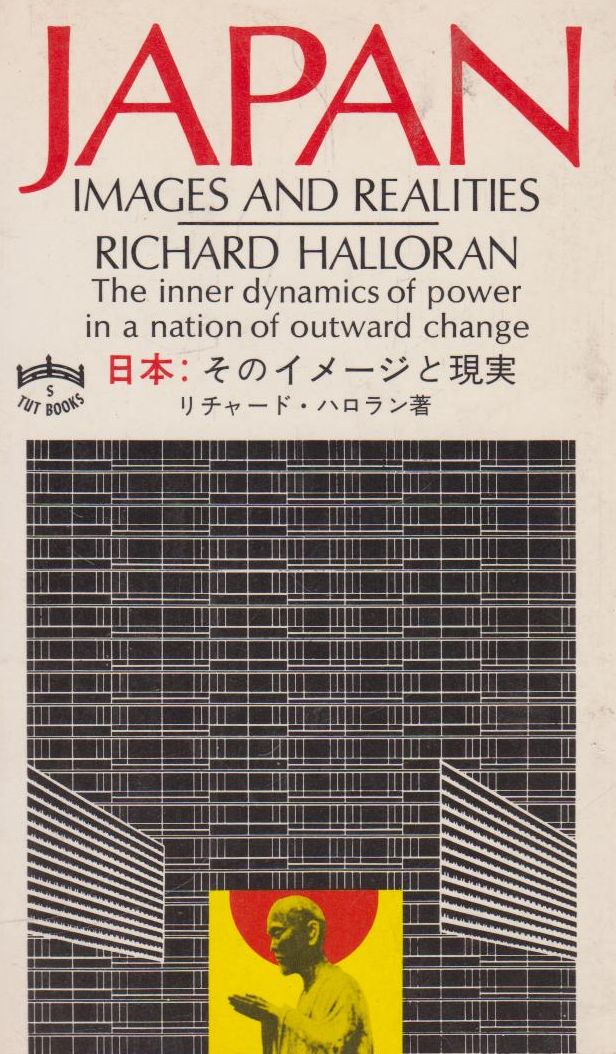 JAPAN
IMAGES AND REALITIES
RICHARD HALLORAN
The inner dynamics of power
in a nation of outward change
日本: そのイメージと現実
リチャード・ハロラン著
S
TUT BOOKS